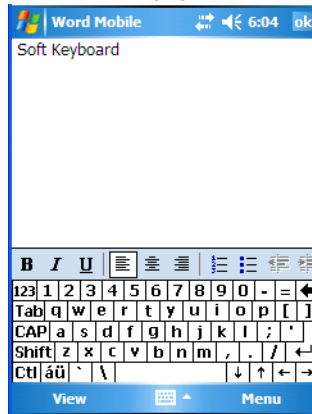 Word Mobile 6:04 ok
Soft Keyboard
B I U
123 1 2 3 4 5 6 7 8 9 0 - = 
Tab q w e r t y u i o p [ ]
CAP a s d f g h j k l ; '
Shift z x c v b n m , . /
Ctl áü ` \
View Menu